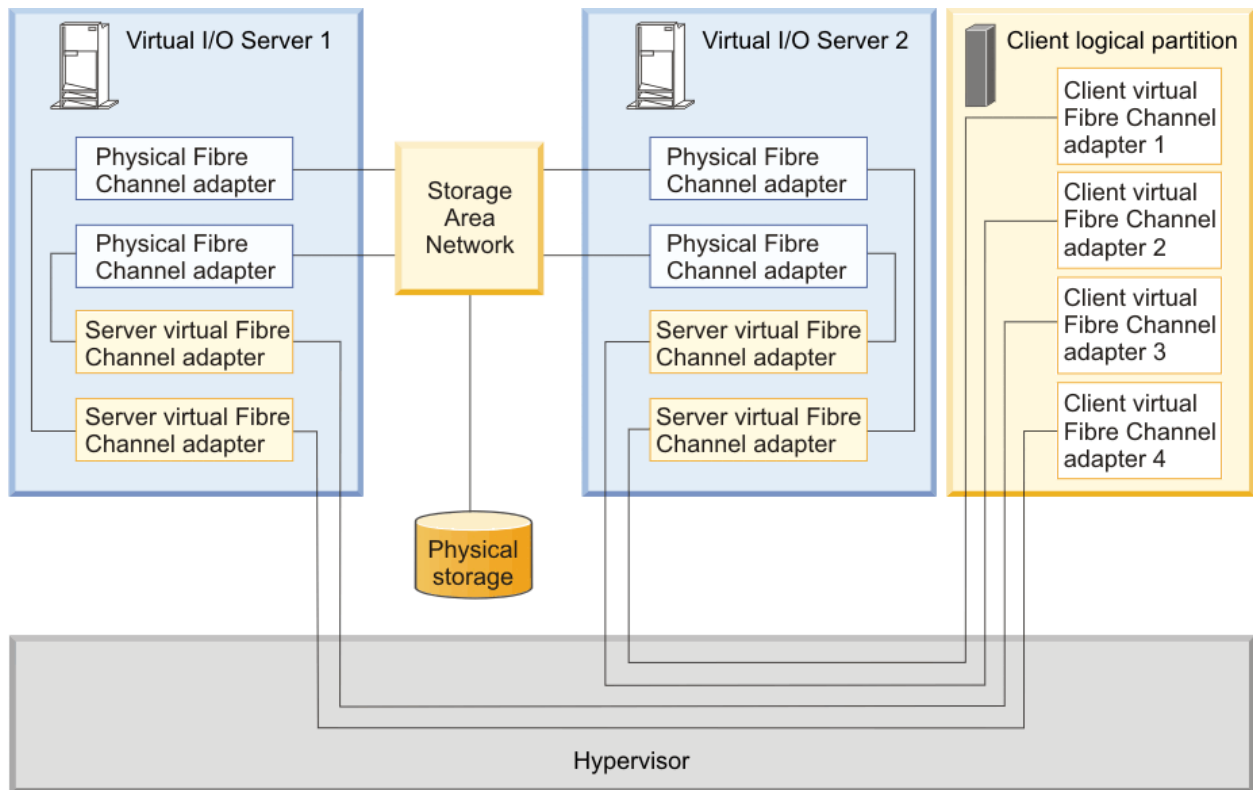 Virtual I/O Server 1
Physical Fibre
Channel adapter
Physical Fibre
Channel adapter
Server virtual Fibre
Channel adapter
Server virtual Fibre
Channel adapter
Storage
Area
Network
Physical
storage
Virtual I/O Server 2
Physical Fibre
Channel adapter
Physical Fibre
Channel adapter
Server virtual Fibre
Channel adapter
Server virtual Fibre
Channel adapter
Client logical partition
Client virtual
Fibre Channel
adapter 1
Client virtual
Fibre Channel
adapter 2
Client virtual
Fibre Channel
adapter 3
Client virtual
Fibre Channel
adapter 4
Hypervisor